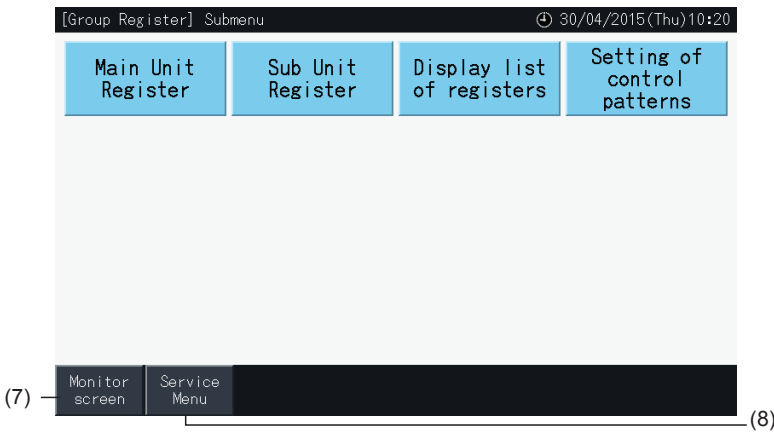 [Group Register] Submenu 30/04/2015(Thu)10:20
Main Unit
Register
Sub Unit
Register
Display list
of registers
Setting of
control
patterns
Monitor
screen
Service
Menu
(7)
(8)